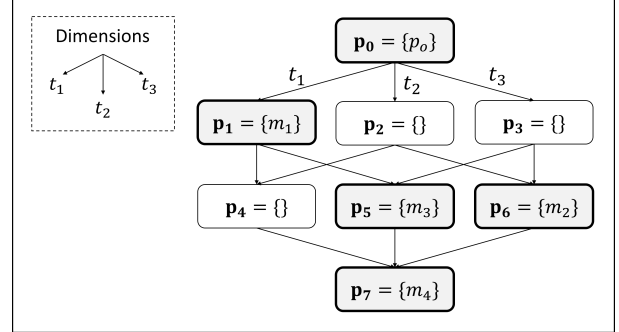 Dimensions
t₁
t₂
t₃
p₀ = {pₒ}
t₁
t₂
t₃
p₁ = {m₁}
p₂ = {}
p₃ = {}
p₄ = {}
p₅ = {m₃}
p₆ = {m₂}
p₇ = {m₄}